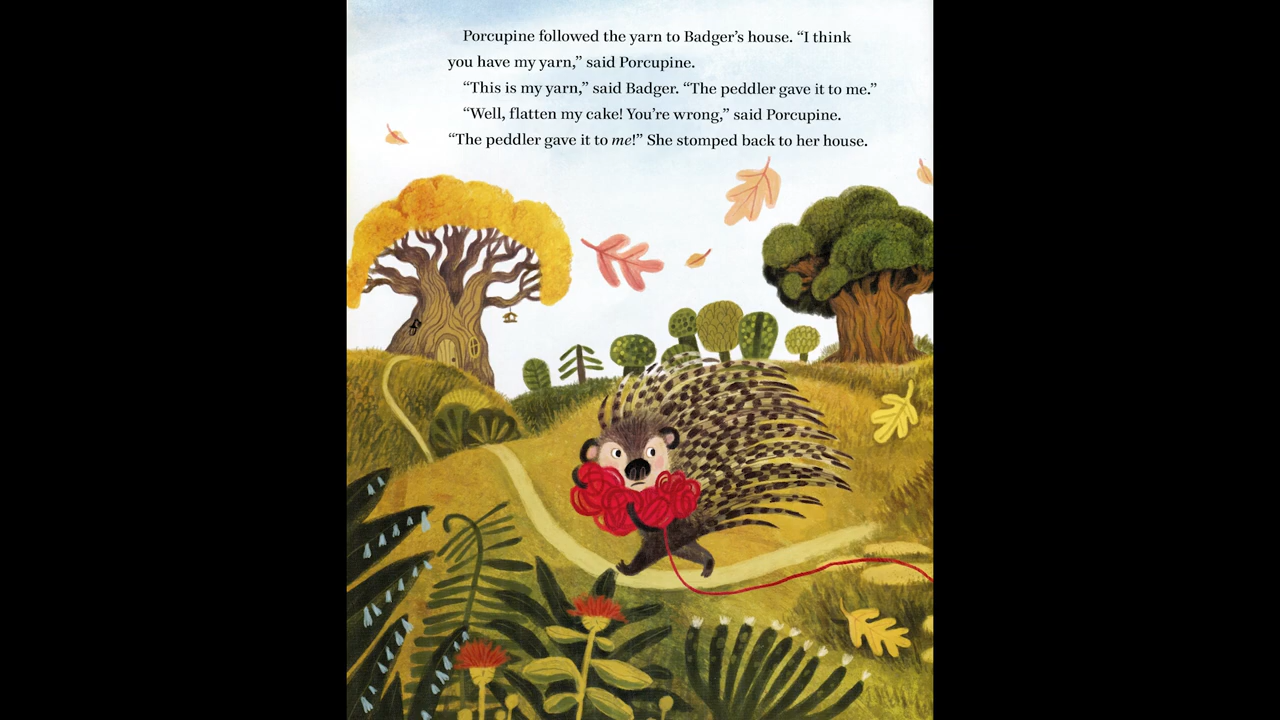 Porcupine followed the yarn to Badger’s house. “I think
you have my yarn,” said Porcupine.
“This is my yarn,” said Badger. “The peddler gave it to me.”
“Well, flatten my cake! You’re wrong,” said Porcupine.
“The peddler gave it to me!” She stomped back to her house.